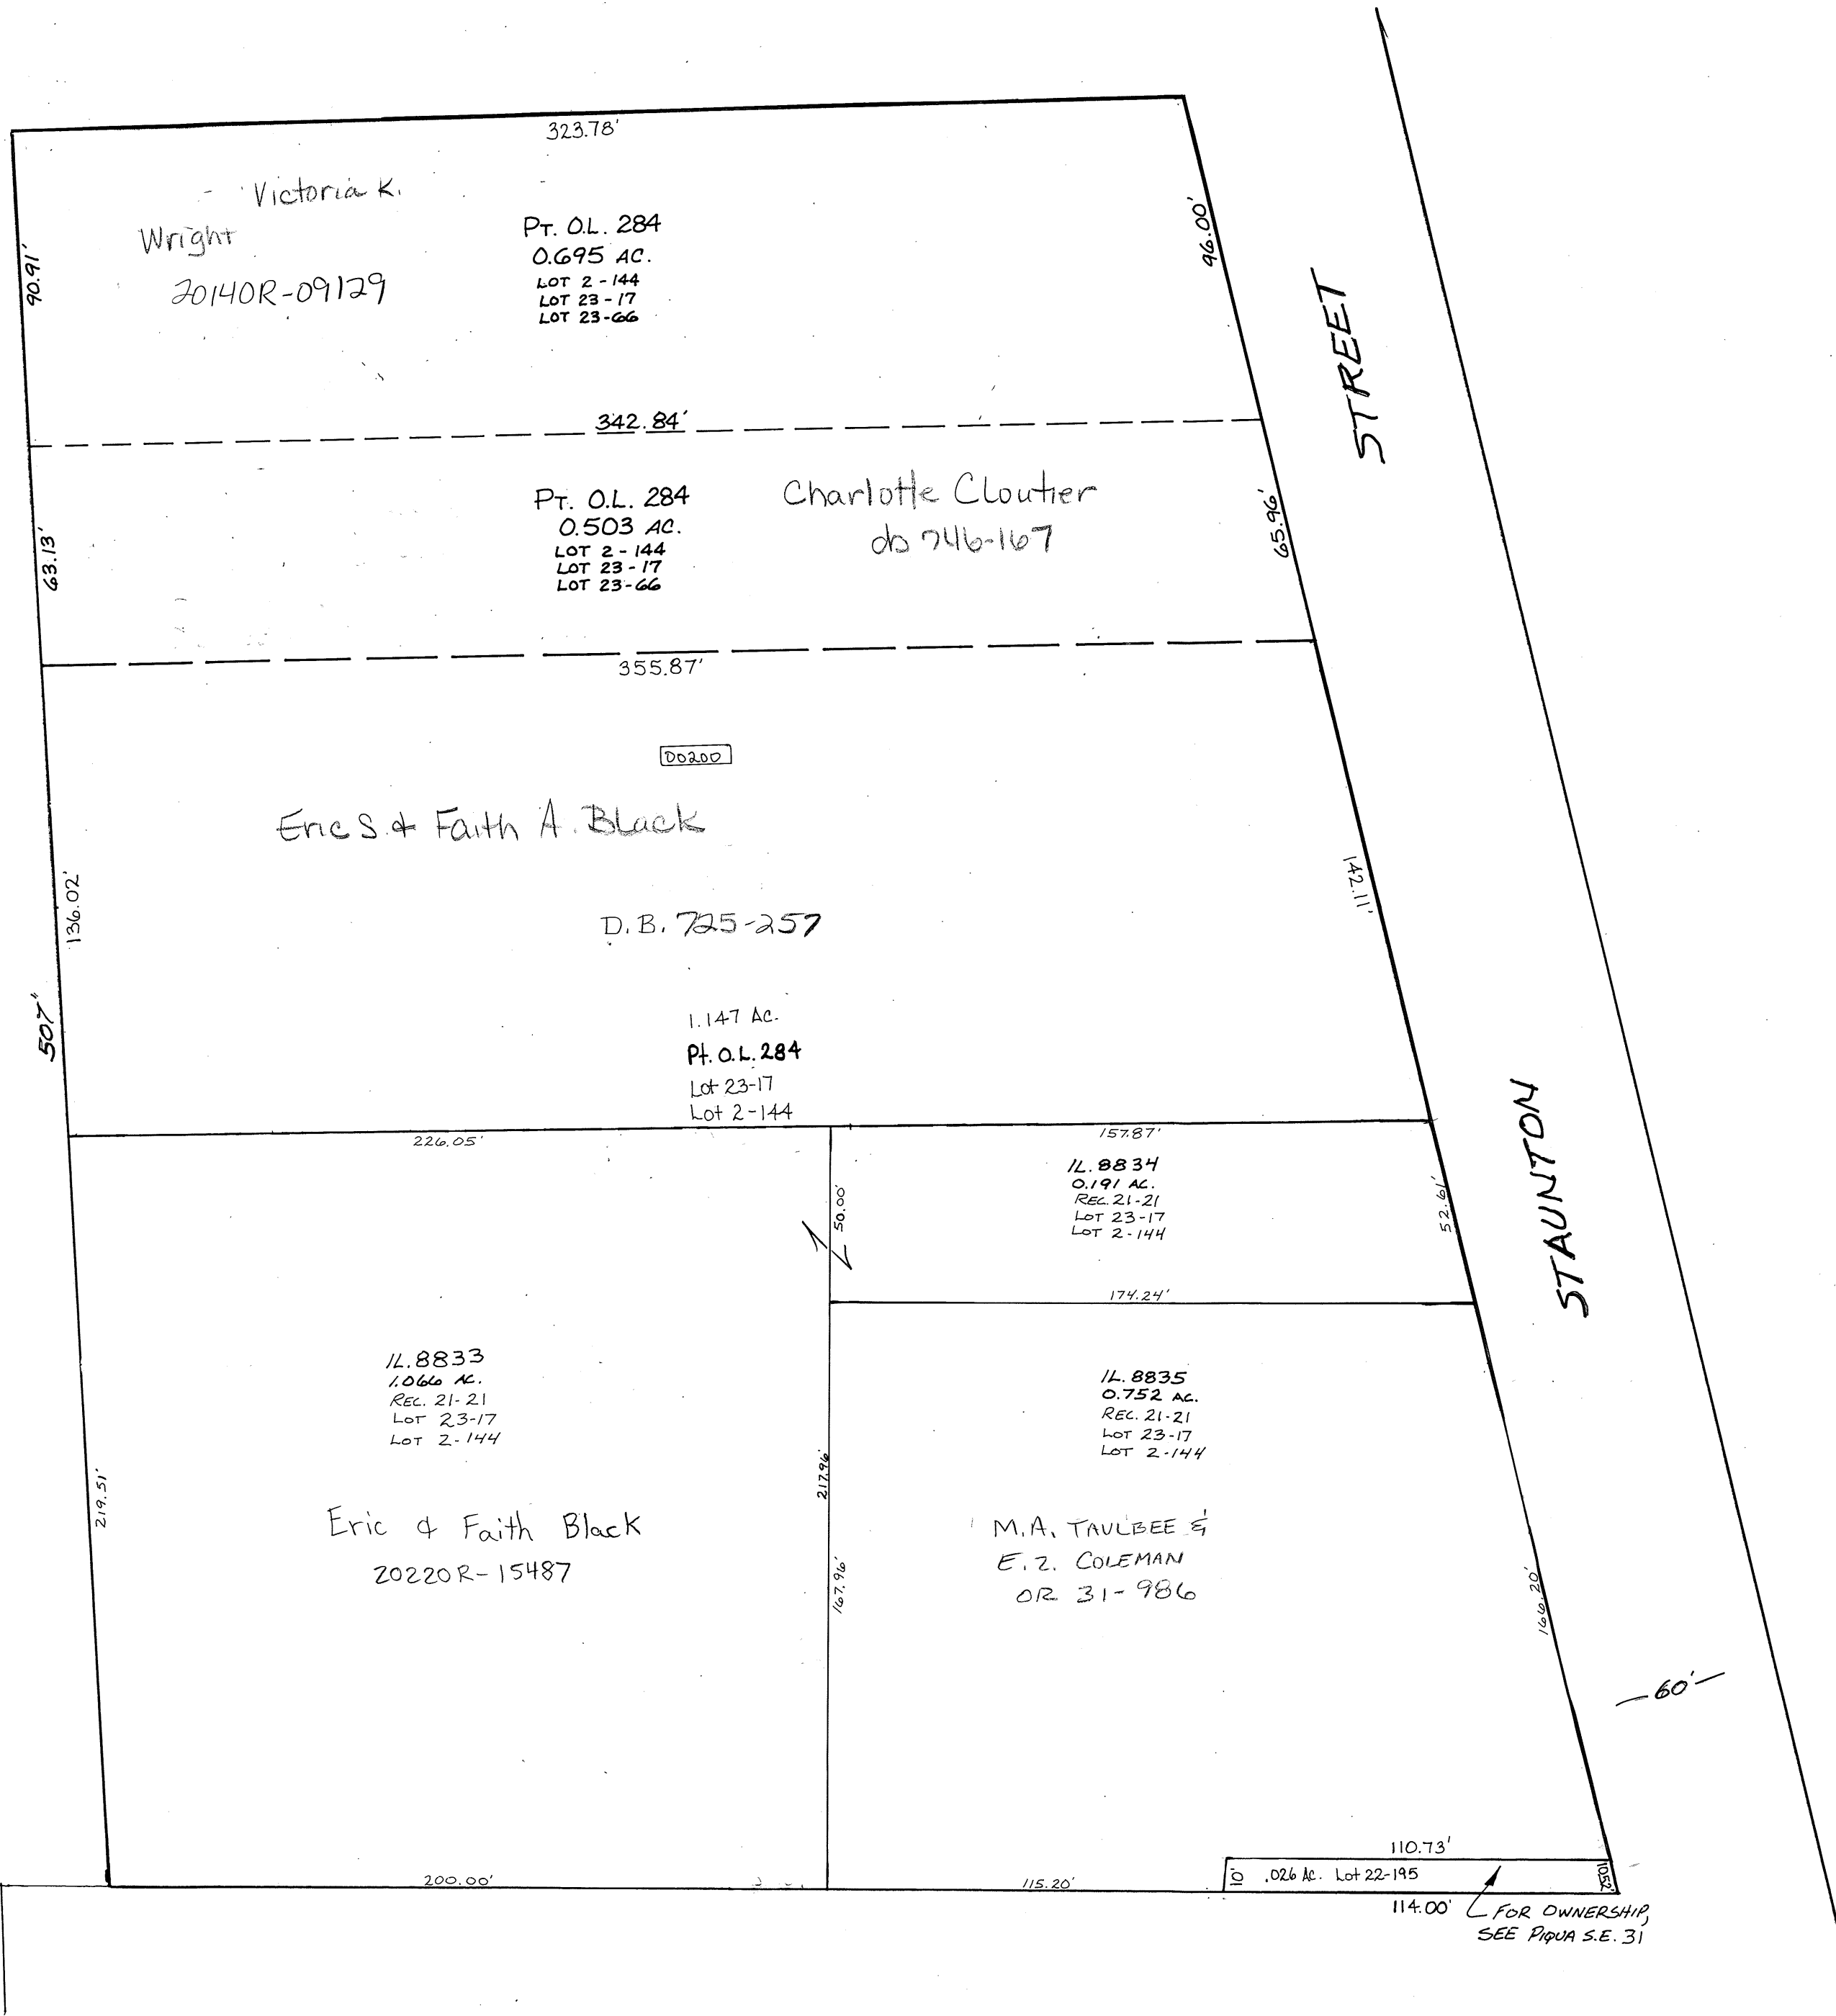 323.78'
Victoria K.
Wright
2014OR-09129
PT. O.L. 284
0.695 AC.
LOT 2-144
LOT 23-17
LOT 23-66
90.91'
96.00'
STREET
342.84'
PT. O.L. 284
0.503 AC.
LOT 2-144
LOT 23-17
LOT 23-66
Charlotte Cloutier
db 746-167
63.13'
65.96'
355.87'
00200
Eric S. & Faith A. Black
D.B. 725-257
136.02'
142.11'
507"
1.147 AC.
Pt. O.L. 284
Lot 23-17
Lot 2-144
STAUNTON
226.05'
157.87'
IL. 8834
0.191 AC.
REC. 21-21
LOT 23-17
LOT 2-144
50.00'
52.61'
174.24'
IL. 8833
1.066 AC.
REC. 21-21
LOT 23-17
LOT 2-144
IL. 8835
0.752 AC.
REC. 21-21
LOT 23-17
LOT 2-144
219.51'
217.96'
Eric & Faith Black
2022OR-15487
M.A. TAULBEE &
E.Z. COLEMAN
OR 31-986
167.96'
166.20'
60'
110.73'
200.00'
115.20'
10'
.026 AC. Lot 22-195
10.52'
114.00'
FOR OWNERSHIP,
SEE PIQUA S.E. 31